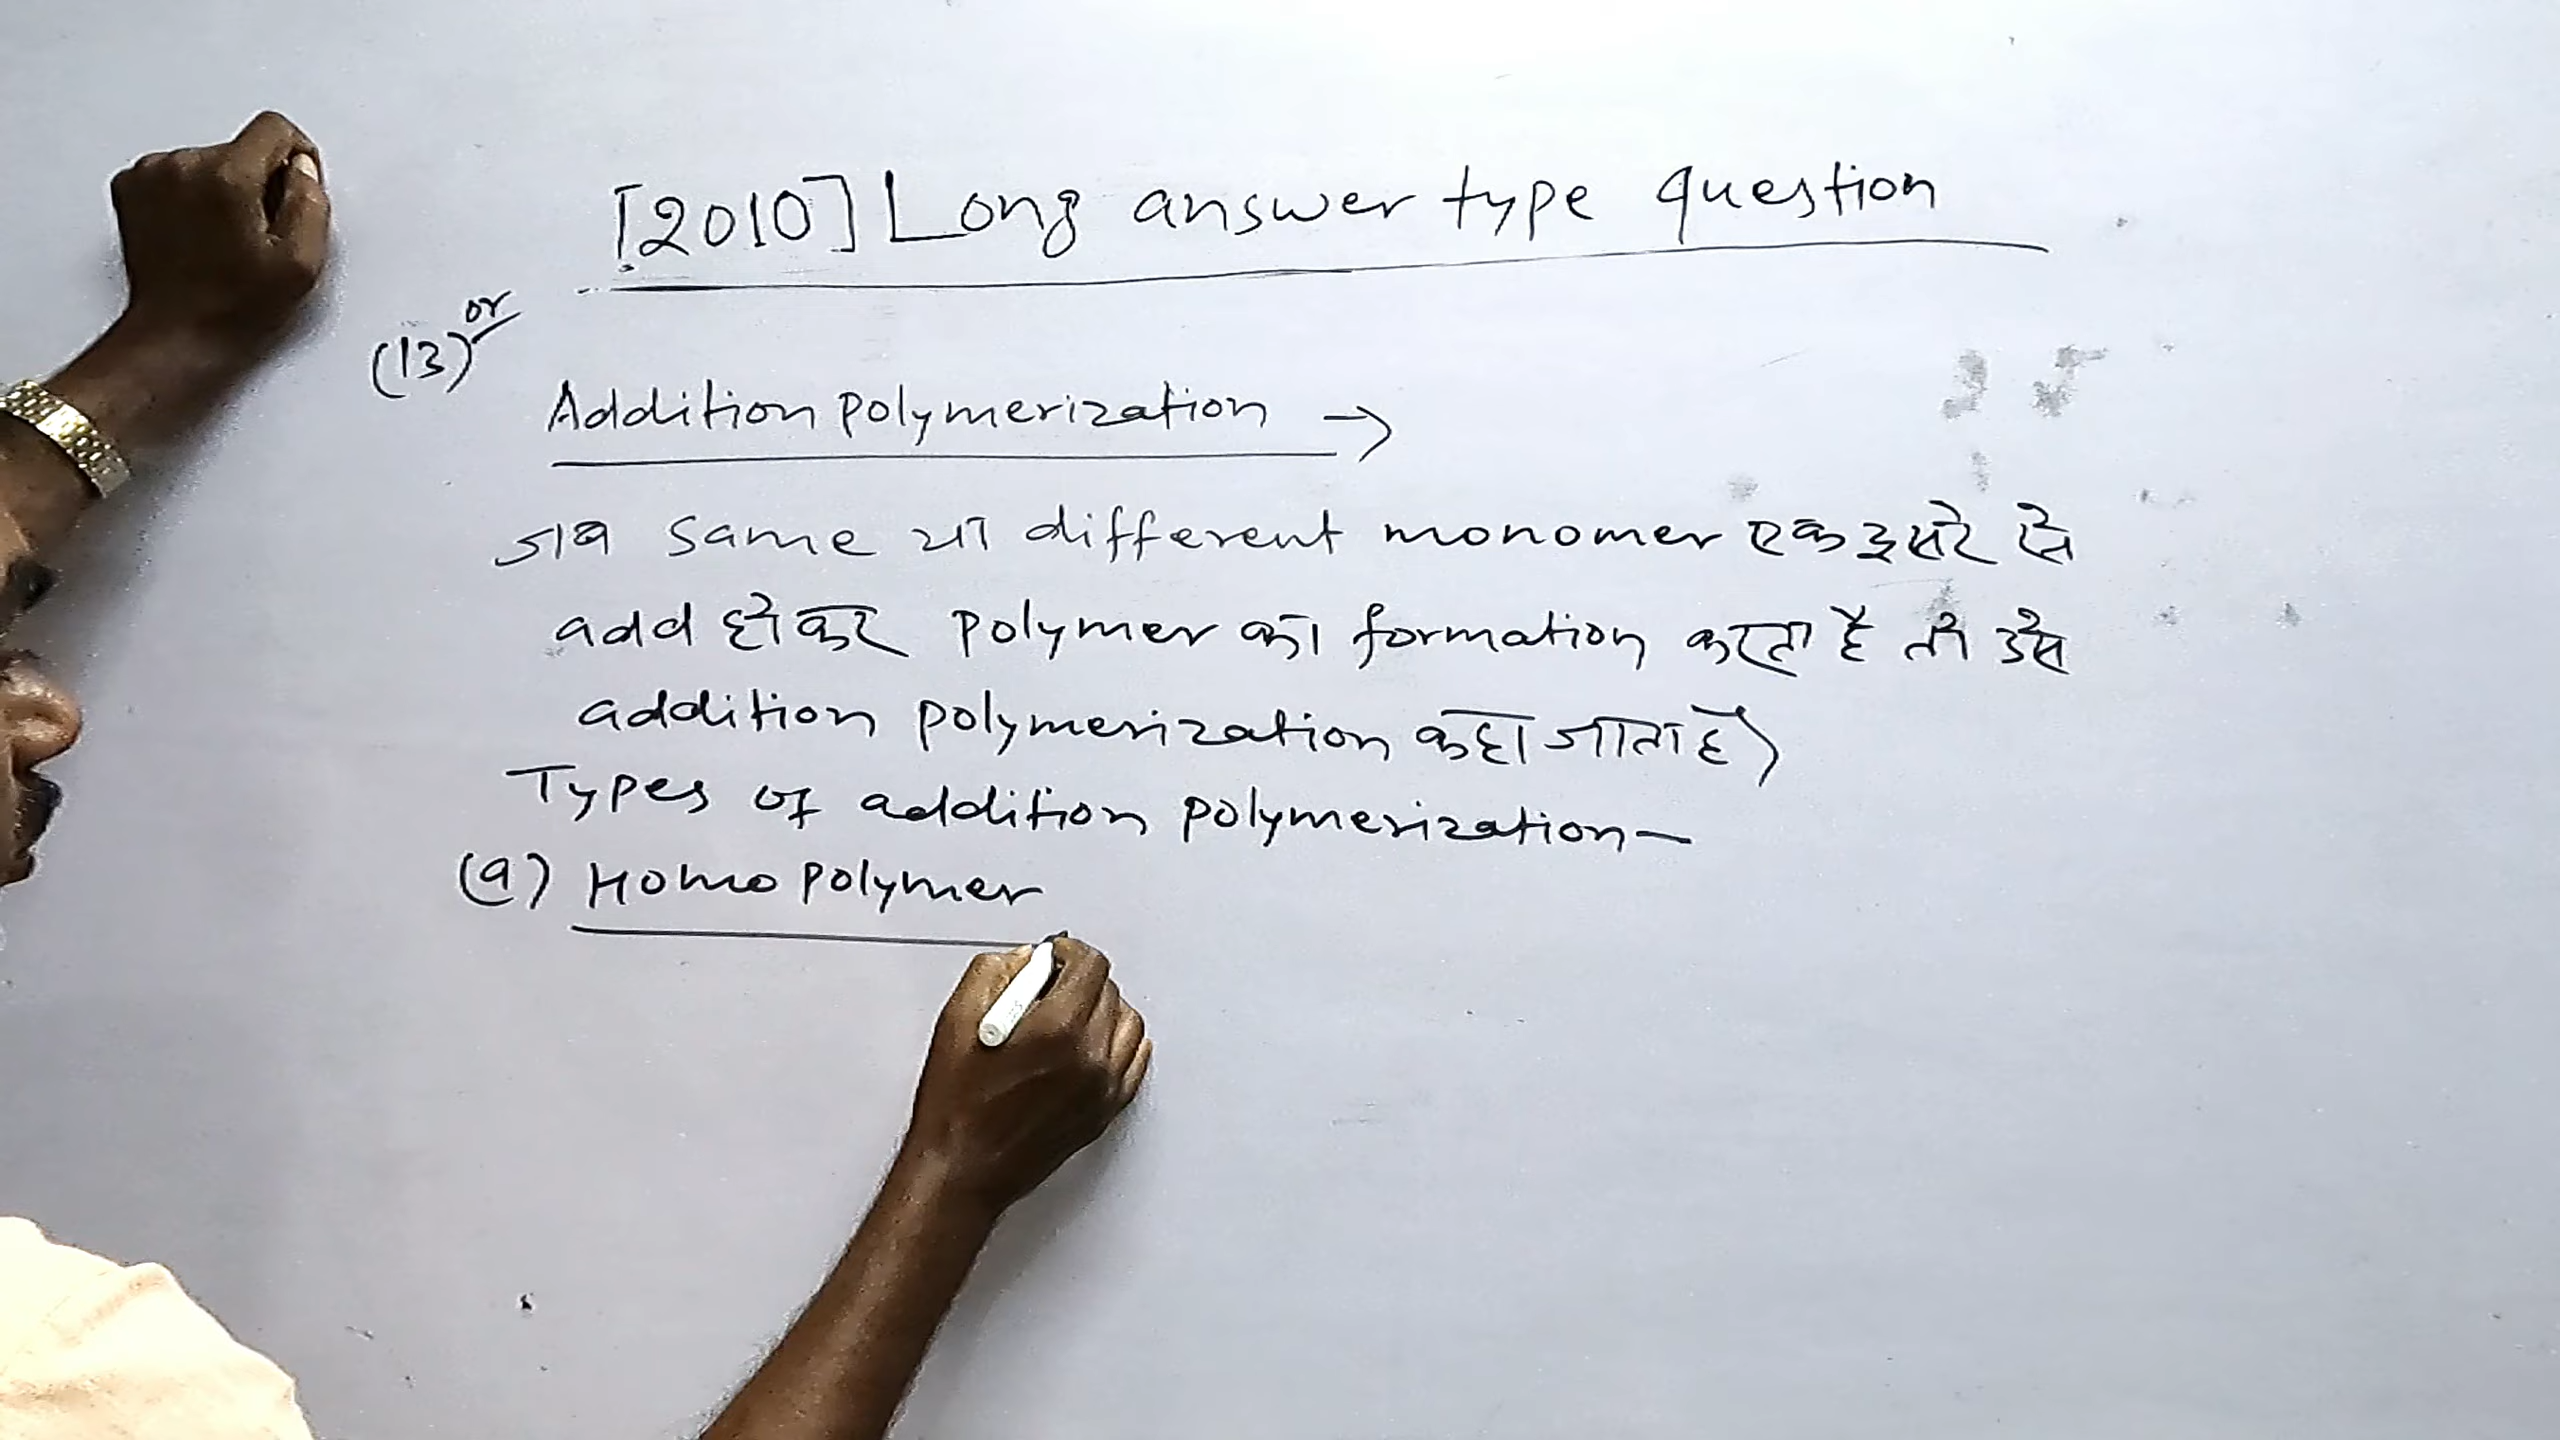 [2010] Long answer type question
(13) or
Addition polymerization →
जब same या different monomer एक दुसरे से
add होकर polymer का formation करता है तो उसे
addition polymerization कहा जाता है)
Types of addition polymerization-
(a) Homo polymer